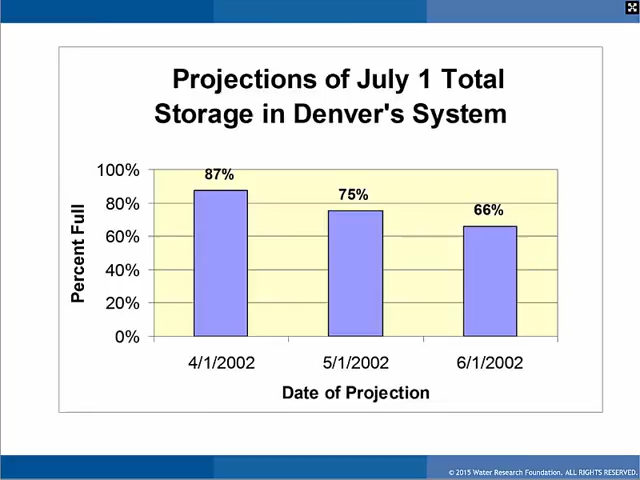 Projections of July 1 Total
Storage in Denver's System
Percent Full
100%
80%
60%
40%
20%
0%
87%
75%
66%
4/1/2002
5/1/2002
6/1/2002
Date of Projection
© 2015 Water Research Foundation. ALL RIGHTS RESERVED.